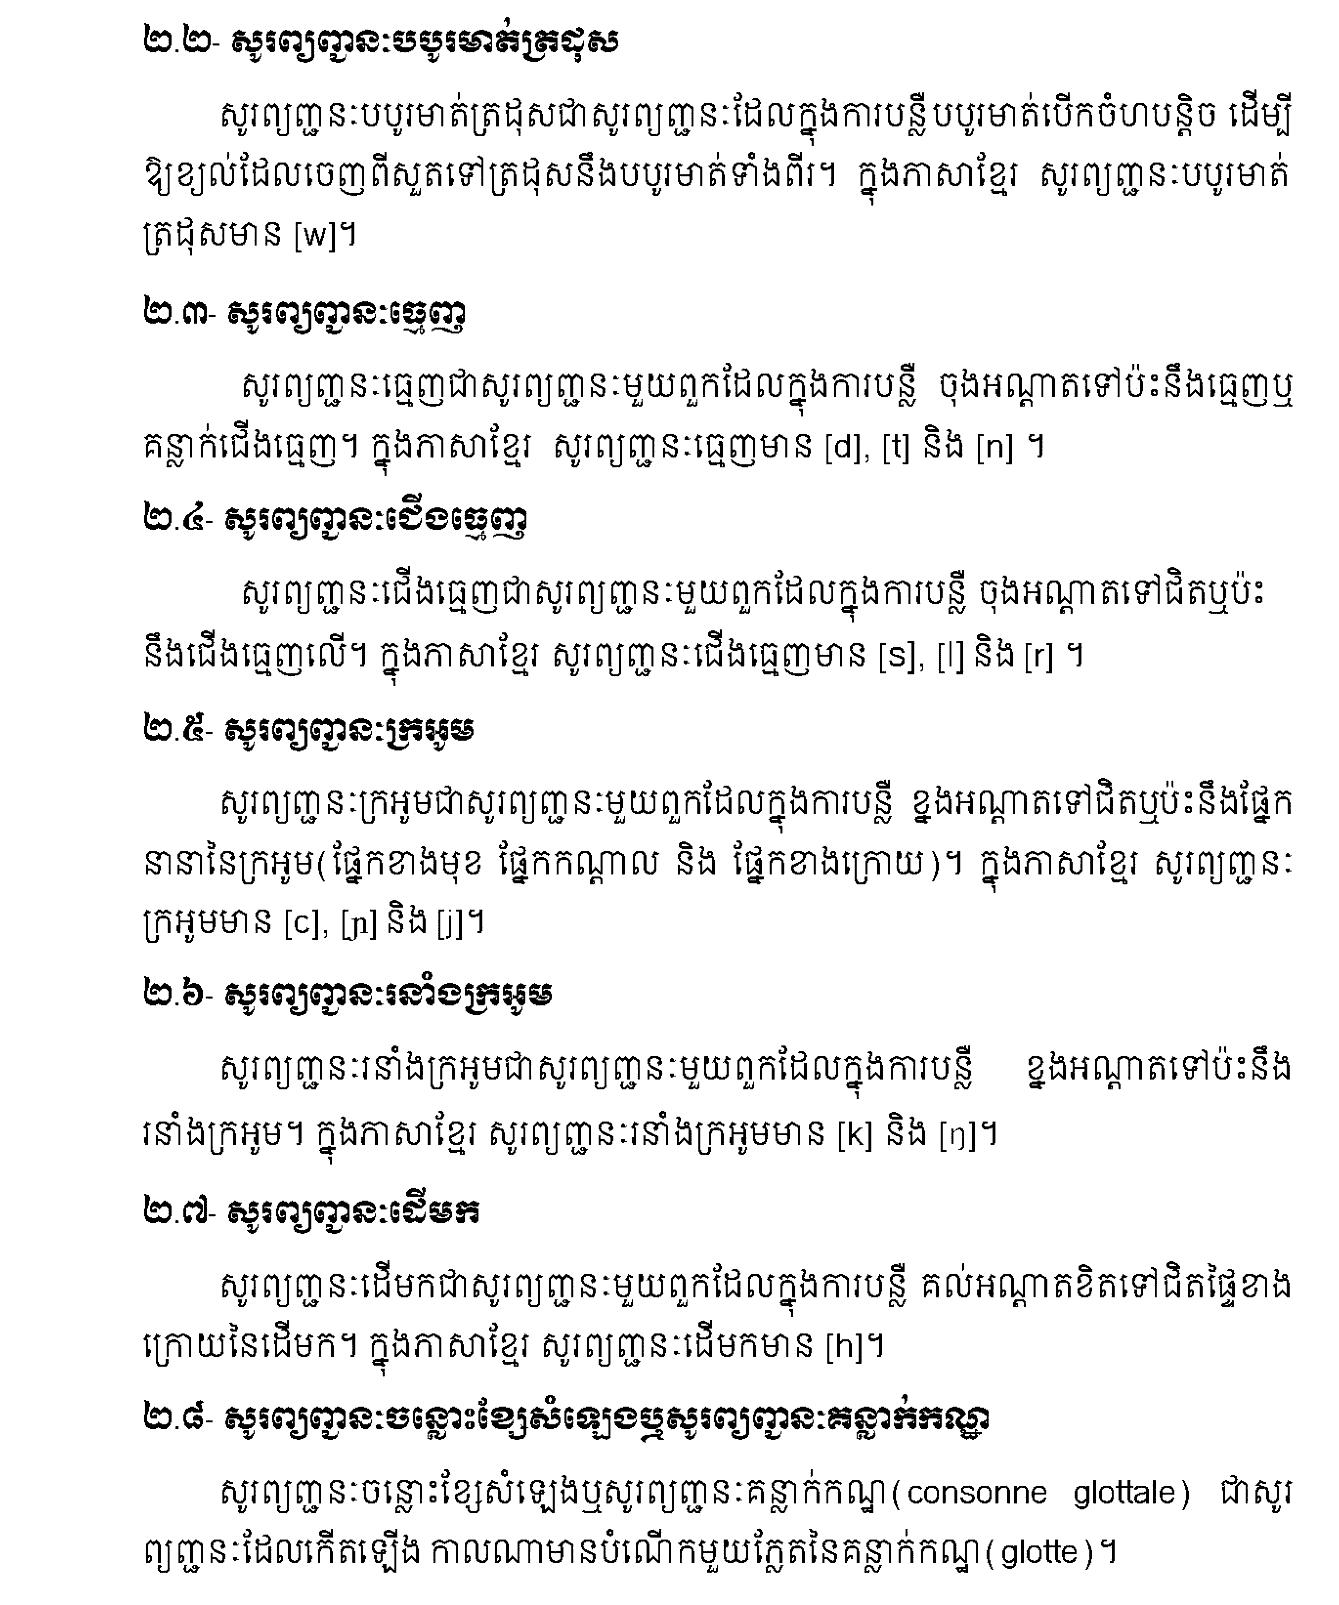 ២.២- សូរព្យញ្ជនៈបបូរមាត់ត្រដុស
សូរព្យញ្ជនៈបបូរមាត់ត្រដុសជាសូរព្យញ្ជនៈដែលក្នុងការបន្លឺបបូរមាត់បើកចំហបន្តិច ដើម្បី
ឱ្យខ្យល់ដែលចេញពីសួតទៅត្រដុសនឹងបបូរមាត់ទាំងពីរ។ ក្នុងភាសាខ្មែរ សូរព្យញ្ជនៈបបូរមាត់
ត្រដុសមាន [w]។
២.៣- សូរព្យញ្ជនៈធ្មេញ
សូរព្យញ្ជនៈធ្មេញជាសូរព្យញ្ជនៈមួយពួកដែលក្នុងការបន្លឺ ចុងអណ្តាតទៅប៉ះនឹងធ្មេញឬ
គន្លាក់ជើងធ្មេញ។ ក្នុងភាសាខ្មែរ សូរព្យញ្ជនៈធ្មេញមាន [d], [t] និង [n] ។
២.៤- សូរព្យញ្ជនៈជើងធ្មេញ
សូរព្យញ្ជនៈជើងធ្មេញជាសូរព្យញ្ជនៈមួយពួកដែលក្នុងការបន្លឺ ចុងអណ្តាតទៅជិតឬប៉ះ
នឹងជើងធ្មេញលើ។ ក្នុងភាសាខ្មែរ សូរព្យញ្ជនៈជើងធ្មេញមាន [s], [l] និង [r] ។
២.៥- សូរព្យញ្ជនៈក្រអូម
សូរព្យញ្ជនៈក្រអូមជាសូរព្យញ្ជនៈមួយពួកដែលក្នុងការបន្លឺ ខ្នងអណ្តាតទៅជិតឬប៉ះនឹងផ្នែក
នានានៃក្រអូម(ផ្នែកខាងមុខ ផ្នែកកណ្តាល និង ផ្នែកខាងក្រោយ)។ ក្នុងភាសាខ្មែរ សូរព្យញ្ជនៈ
ក្រអូមមាន [c], [ɲ] និង [j]។
២.៦- សូរព្យញ្ជនៈរនាំងក្រអូម
សូរព្យញ្ជនៈរនាំងក្រអូមជាសូរព្យញ្ជនៈមួយពួកដែលក្នុងការបន្លឺ ខ្នងអណ្តាតទៅប៉ះនឹង
រនាំងក្រអូម។ ក្នុងភាសាខ្មែរ សូរព្យញ្ជនៈរនាំងក្រអូមមាន [k] និង [ŋ]។
២.៧- សូរព្យញ្ជនៈដើមក
សូរព្យញ្ជនៈដើមកជាសូរព្យញ្ជនៈមួយពួកដែលក្នុងការបន្លឺ គល់អណ្តាតខិតទៅជិតផ្ទៃខាង
ក្រោយនៃដើមក។ ក្នុងភាសាខ្មែរ សូរព្យញ្ជនៈដើមកមាន [h]។
២.៨- សូរព្យញ្ជនៈចន្លោះខ្សែសំឡេងឬសូរព្យញ្ជនៈគន្លាក់កណ្ឋ
សូរព្យញ្ជនៈចន្លោះខ្សែសំឡេងឬសូរព្យញ្ជនៈគន្លាក់កណ្ឋ(consonne glottale) ជាសូរ
ព្យញ្ជនៈដែលកើតឡើង កាលណាមានបំណើកមួយភ្លែតនៃគន្លាក់កណ្ឋ(glotte)។